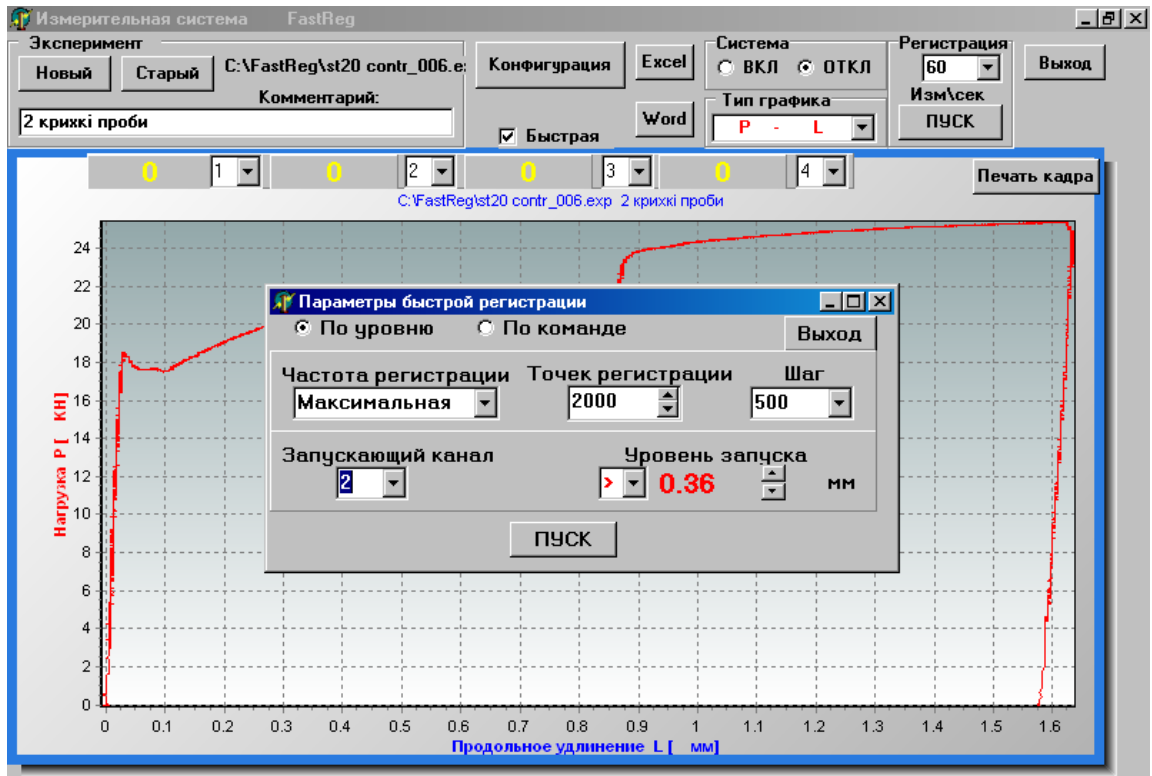 Измерительная система FastReg
Эксперимент
Новый Старый C:\FastReg\st20 contr_006.e
Комментарий:
2 крихкі проби
Конфигурация
Быстрая
Excel
Word
Система
ВКЛ ОТКЛ
Тип графика
P - L
Регистрация
60
Изм\сек
ПУСК
Выход
0 1 0 2 0 3 0 4
Печать кадра
C:\FastReg\st20 contr_006.exp 2 крихкі проби
24
22
20
18
16
14
12
10
8
6
4
2
0
Нагрузка P [ КН]
Параметры быстрой регистрации
По уровню По команде
Выход
Частота регистрации Точек регистрации Шаг
Максимальная 2000 500
Запускающий канал Уровень запуска
2 > 0.36 мм
ПУСК
0 0.1 0.2 0.3 0.4 0.5 0.6 0.7 0.8 0.9 1 1.1 1.2 1.3 1.4 1.5 1.6
Продольное удлинение L [ мм]